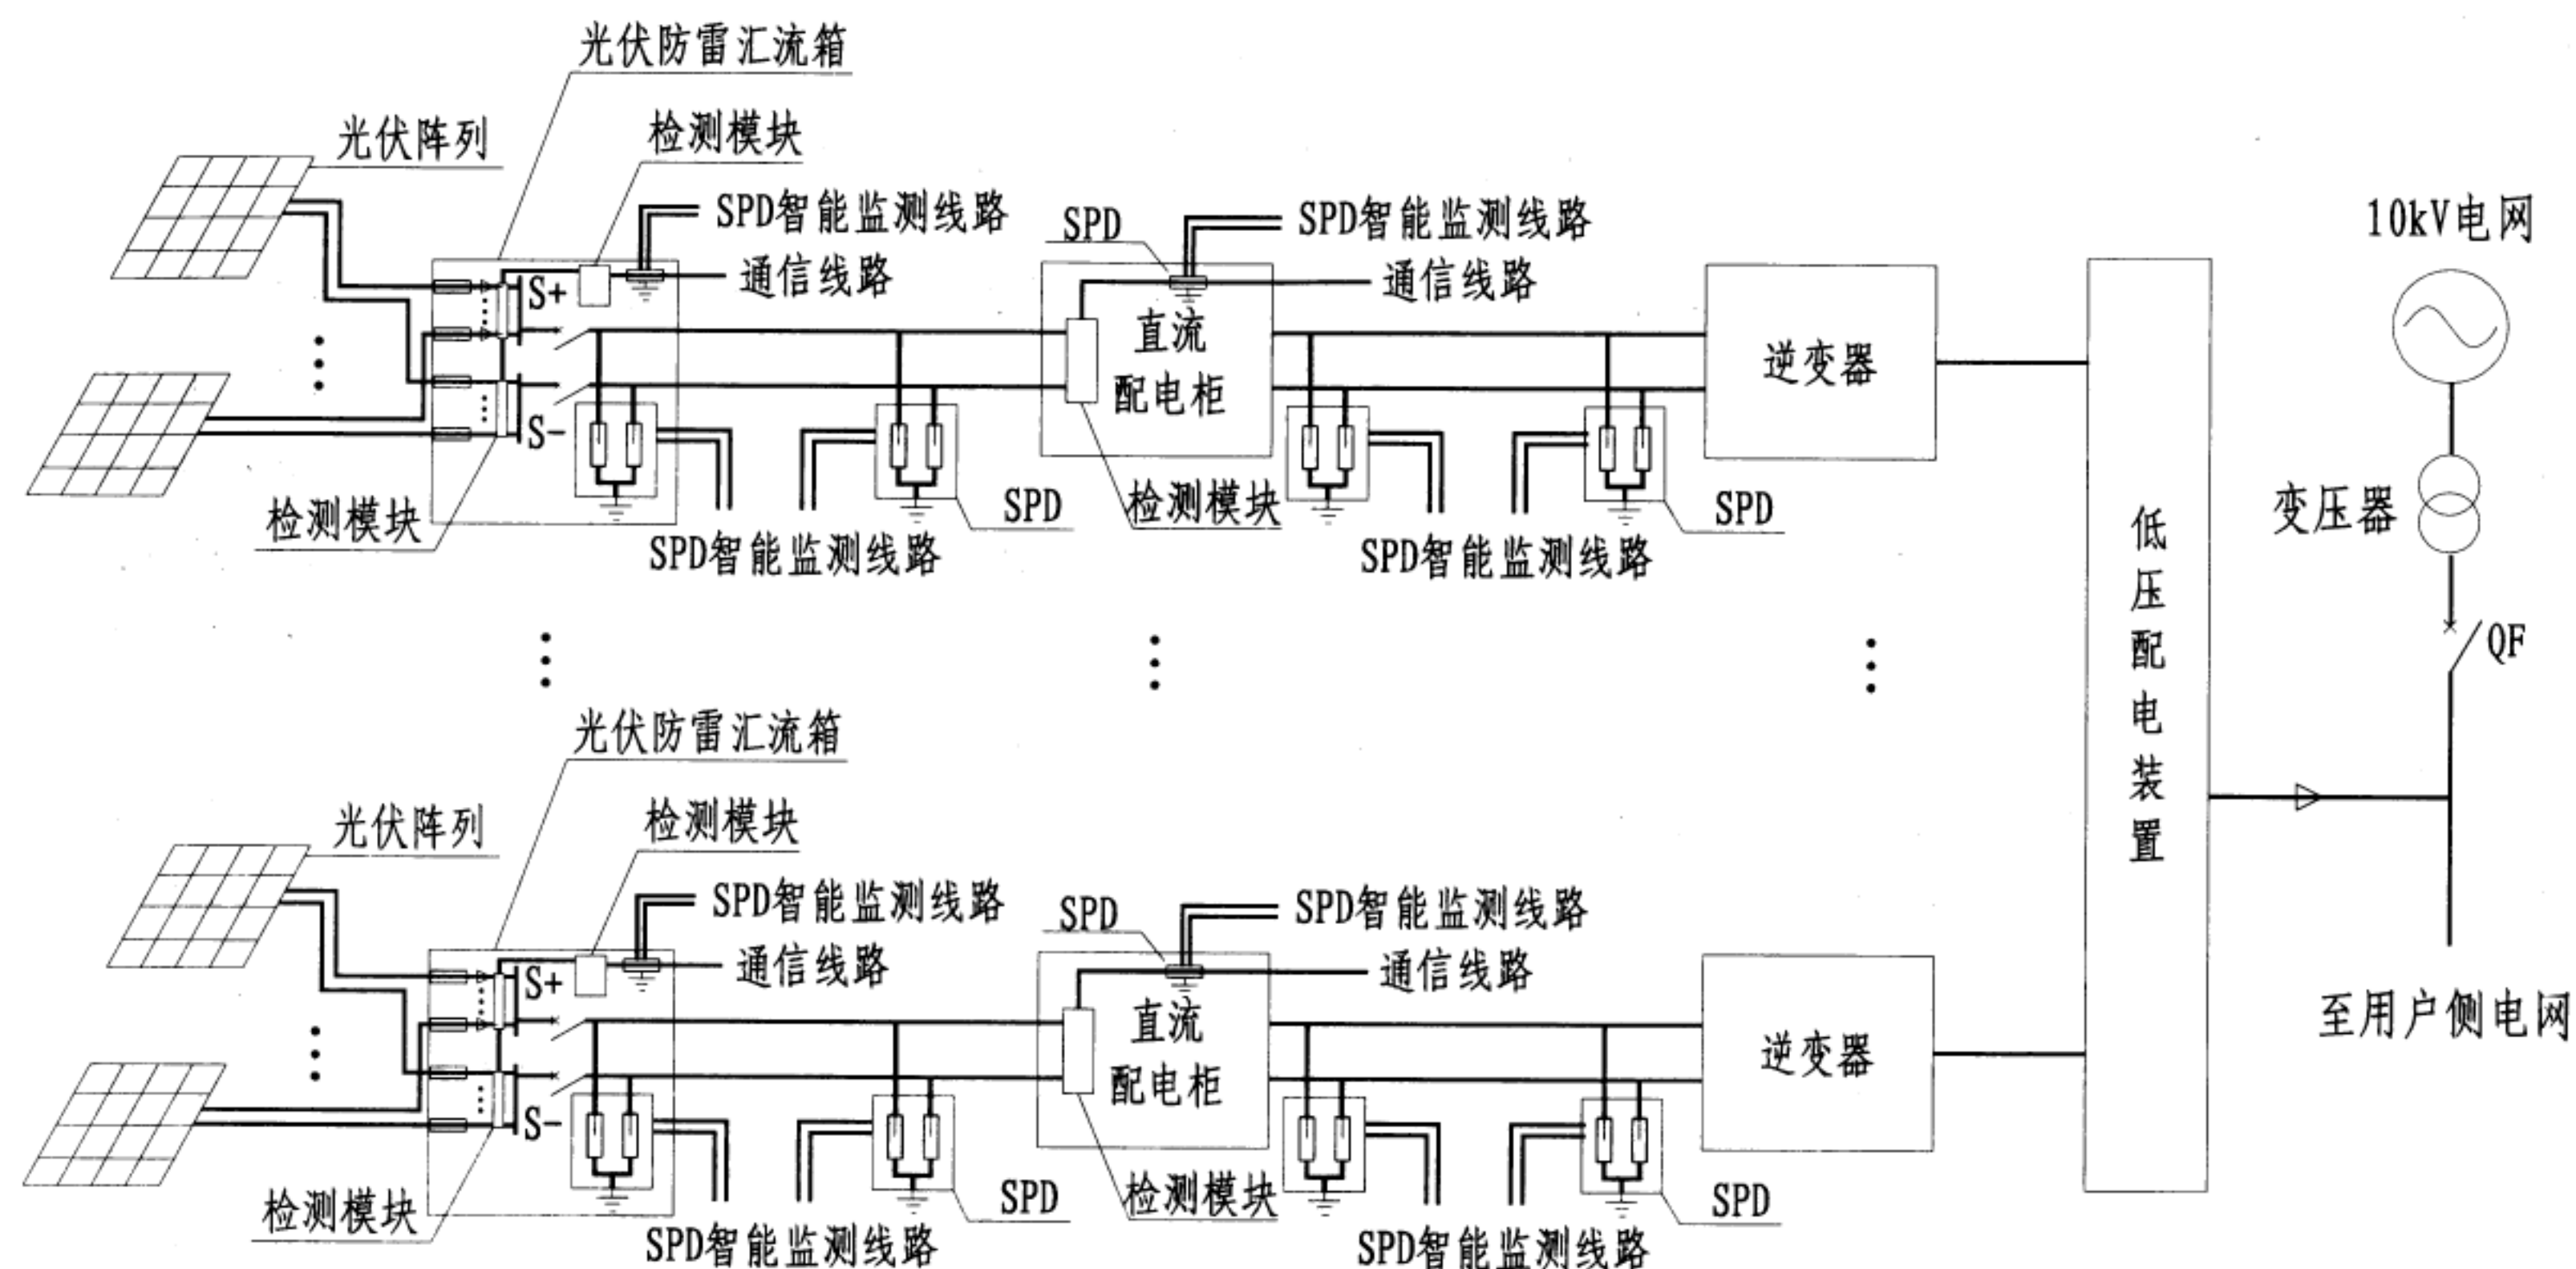 光伏防雷汇流箱
光伏阵列
检测模块
SPD智能监测线路
SPD
SPD智能监测线路
10kV电网
通信线路
通信线路
S+
直流
配电柜
逆变器
S-
检测模块
SPD
检测模块
SPD
SPD智能监测线路
SPD智能监测线路
变压器
QF
低压配电装置
光伏防雷汇流箱
光伏阵列
检测模块
SPD智能监测线路
SPD
SPD智能监测线路
通信线路
通信线路
S+
直流
配电柜
逆变器
至用户侧电网
S-
检测模块
SPD
检测模块
SPD
SPD智能监测线路
SPD智能监测线路